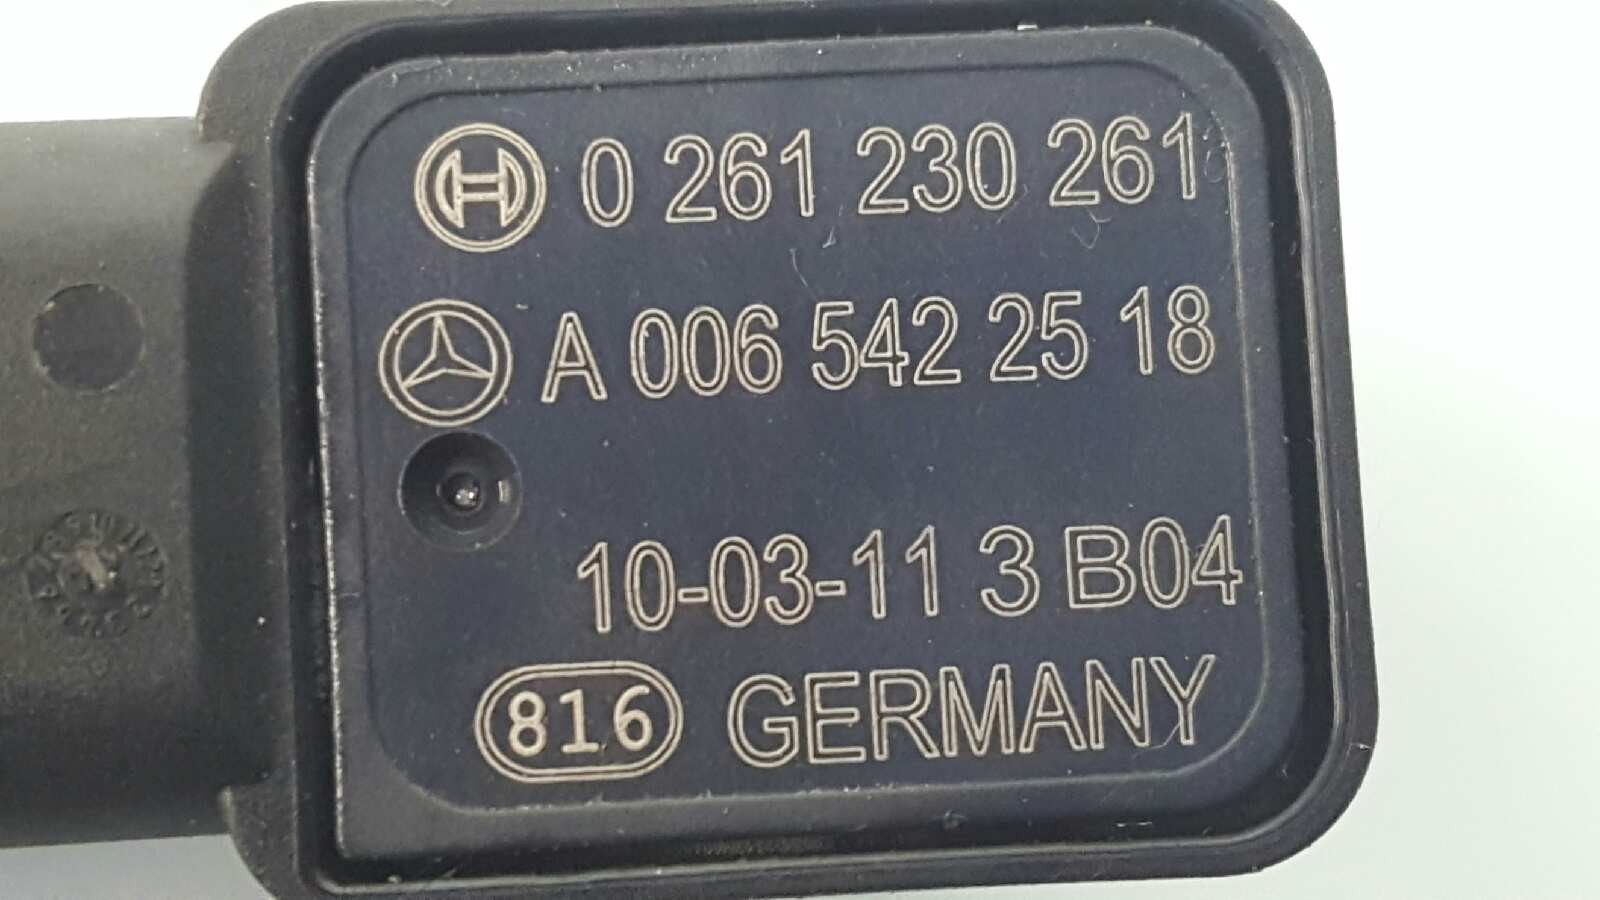 0 261 230 261
A 006 542 25 18
10-03-11 3 B04
816 GERMANY